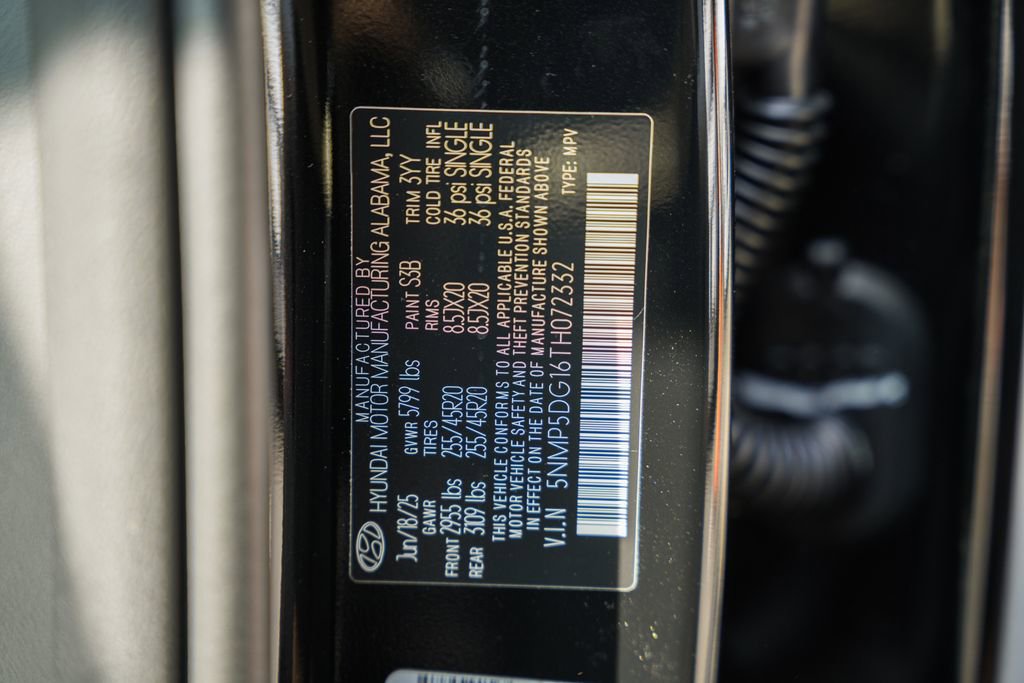 MANUFACTURED BY
HYUNDAI MOTOR MANUFACTURING ALABAMA, LLC
Jun/18/25 GVWR 5799 lbs PAINT S3B TRIM 3YY
GAWR TIRES RIMS COLD TIRE INFL
FRONT 2955 lbs 255/45R20 8.5JX20 36 psi SINGLE
REAR 3109 lbs 255/45R20 8.5JX20 36 psi SINGLE
THIS VEHICLE CONFORMS TO ALL APPLICABLE U.S.A. FEDERAL
MOTOR VEHICLE SAFETY AND THEFT PREVENTION STANDARDS
IN EFFECT ON THE DATE OF MANUFACTURE SHOWN ABOVE
V.I.N 5NMP5DG16TH072332 TYPE: MPV